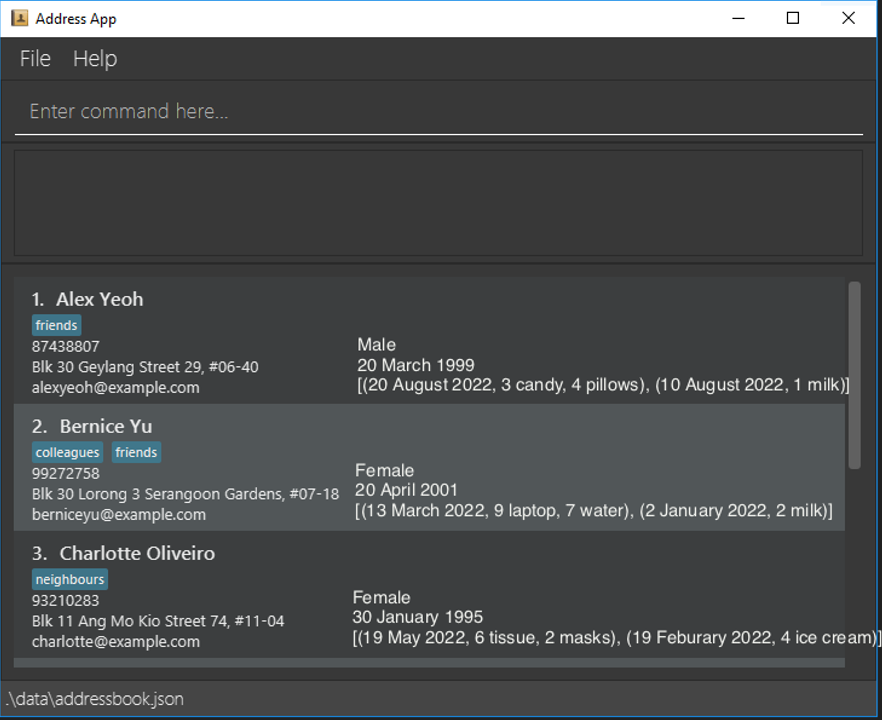 Address App
File Help
Enter command here...
1. Alex Yeoh
friends
87438807
Blk 30 Geylang Street 29, #06-40
alexyeoh@example.com
Male
20 March 1999
[(20 August 2022, 3 candy, 4 pillows), (10 August 2022, 1 milk)]
2. Bernice Yu
colleagues friends
99272758
Blk 30 Lorong 3 Serangoon Gardens, #07-18
berniceyu@example.com
Female
20 April 2001
[(13 March 2022, 9 laptop, 7 water), (2 January 2022, 2 milk)]
3. Charlotte Oliveiro
neighbours
93210283
Blk 11 Ang Mo Kio Street 74, #11-04
charlotte@example.com
Female
30 January 1995
[(19 May 2022, 6 tissue, 2 masks), (19 Feburary 2022, 4 ice cream)]
.\data\addressbook.json